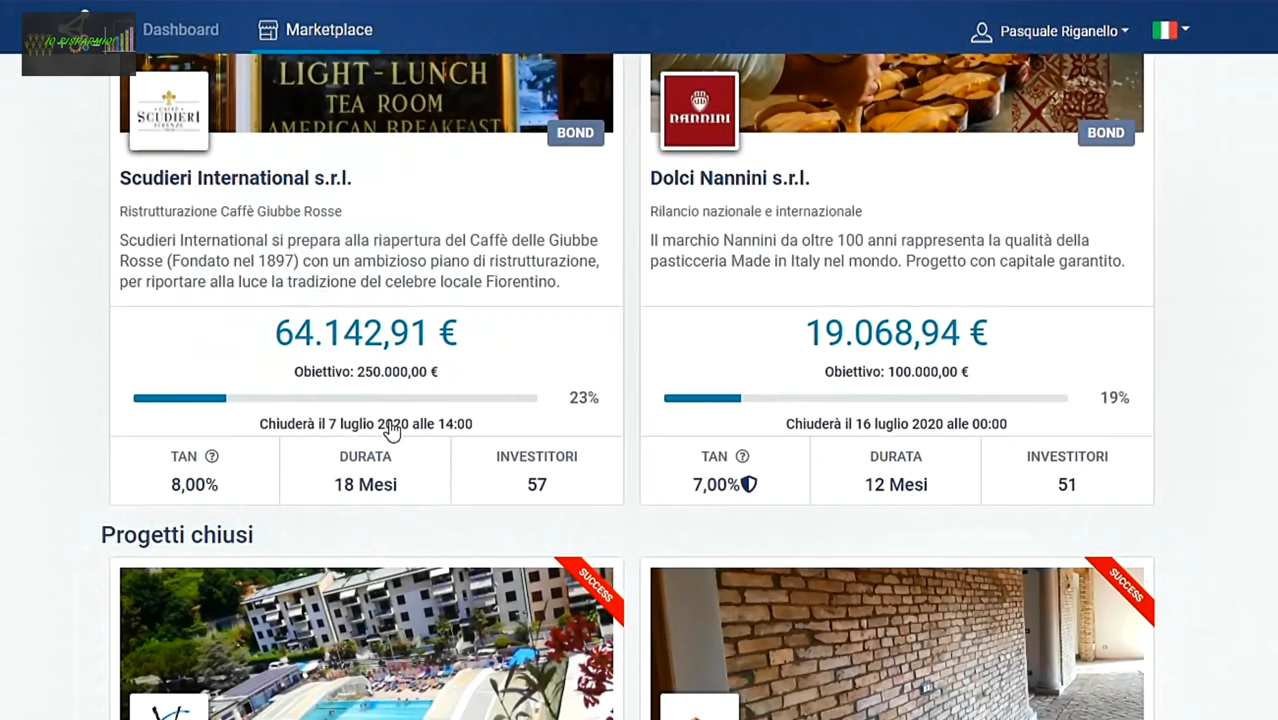 IO RISPARMIO!
Dashboard
Marketplace
Pasquale Riganello
LIGHT-LUNCH
TEA ROOM
AMERICAN BREAKFAST
CAFFÈ
SCUDIERI
FIRENZE
BOND
Scudieri International s.r.l.
Ristrutturazione Caffè Giubbe Rosse
Scudieri International si prepara alla riapertura del Caffè delle Giubbe
Rosse (Fondato nel 1897) con un ambizioso piano di ristrutturazione,
per riportare alla luce la tradizione del celebre locale Fiorentino.
64.142,91 €
Obiettivo: 250.000,00 €
23%
Chiuderà il 7 luglio 2020 alle 14:00
TAN ?
DURATA
INVESTITORI
8,00%
18 Mesi
57
NANNINI
BOND
Dolci Nannini s.r.l.
Rilancio nazionale e internazionale
Il marchio Nannini da oltre 100 anni rappresenta la qualità della
pasticceria Made in Italy nel mondo. Progetto con capitale garantito.
19.068,94 €
Obiettivo: 100.000,00 €
19%
Chiuderà il 16 luglio 2020 alle 00:00
TAN ?
DURATA
INVESTITORI
7,00%
12 Mesi
51
Progetti chiusi
SUCCESS
SUCCESS